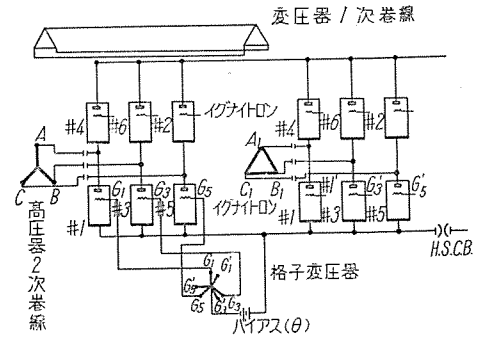 変圧器1次巻線
#4 #6 #2 イグナイトロン #4 #6 #2
A A1
C B C1 B1
G1 G3 G5 イグナイトロン #1' G3' G5'
#1 #3 #5 #1 #3 #5
高圧器2次巻線
H.S.C.B.
格子変圧器
G1 G1'
G5 G3
バイアス(θ)